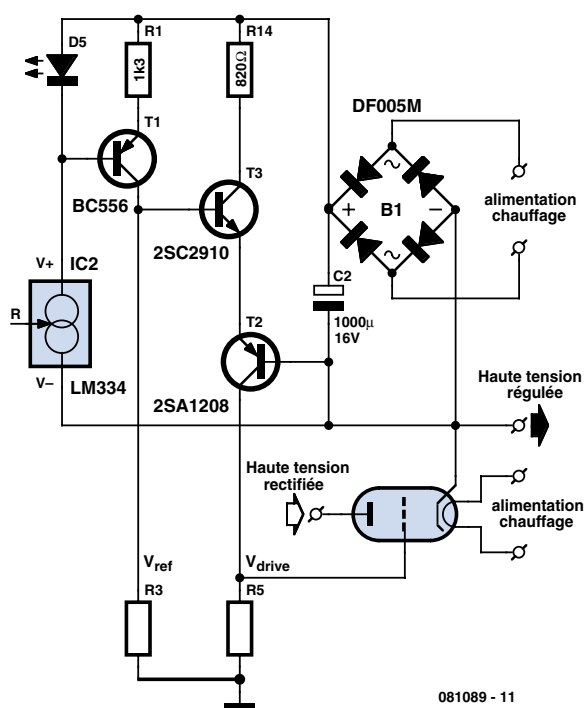 D5
R1
1k3
R14
820Ω
T1
BC556
T3
2SC2910
DF005M
B1
+
−
~
~
alimentation
chauffage
C2
1000µ
16V
V+
IC2
R
V−
LM334
T2
2SA1208
Haute tension
régulée
Haute tension
rectifiée
alimentation
chauffage
Vref
Vdrive
R3
R5
081089 - 11